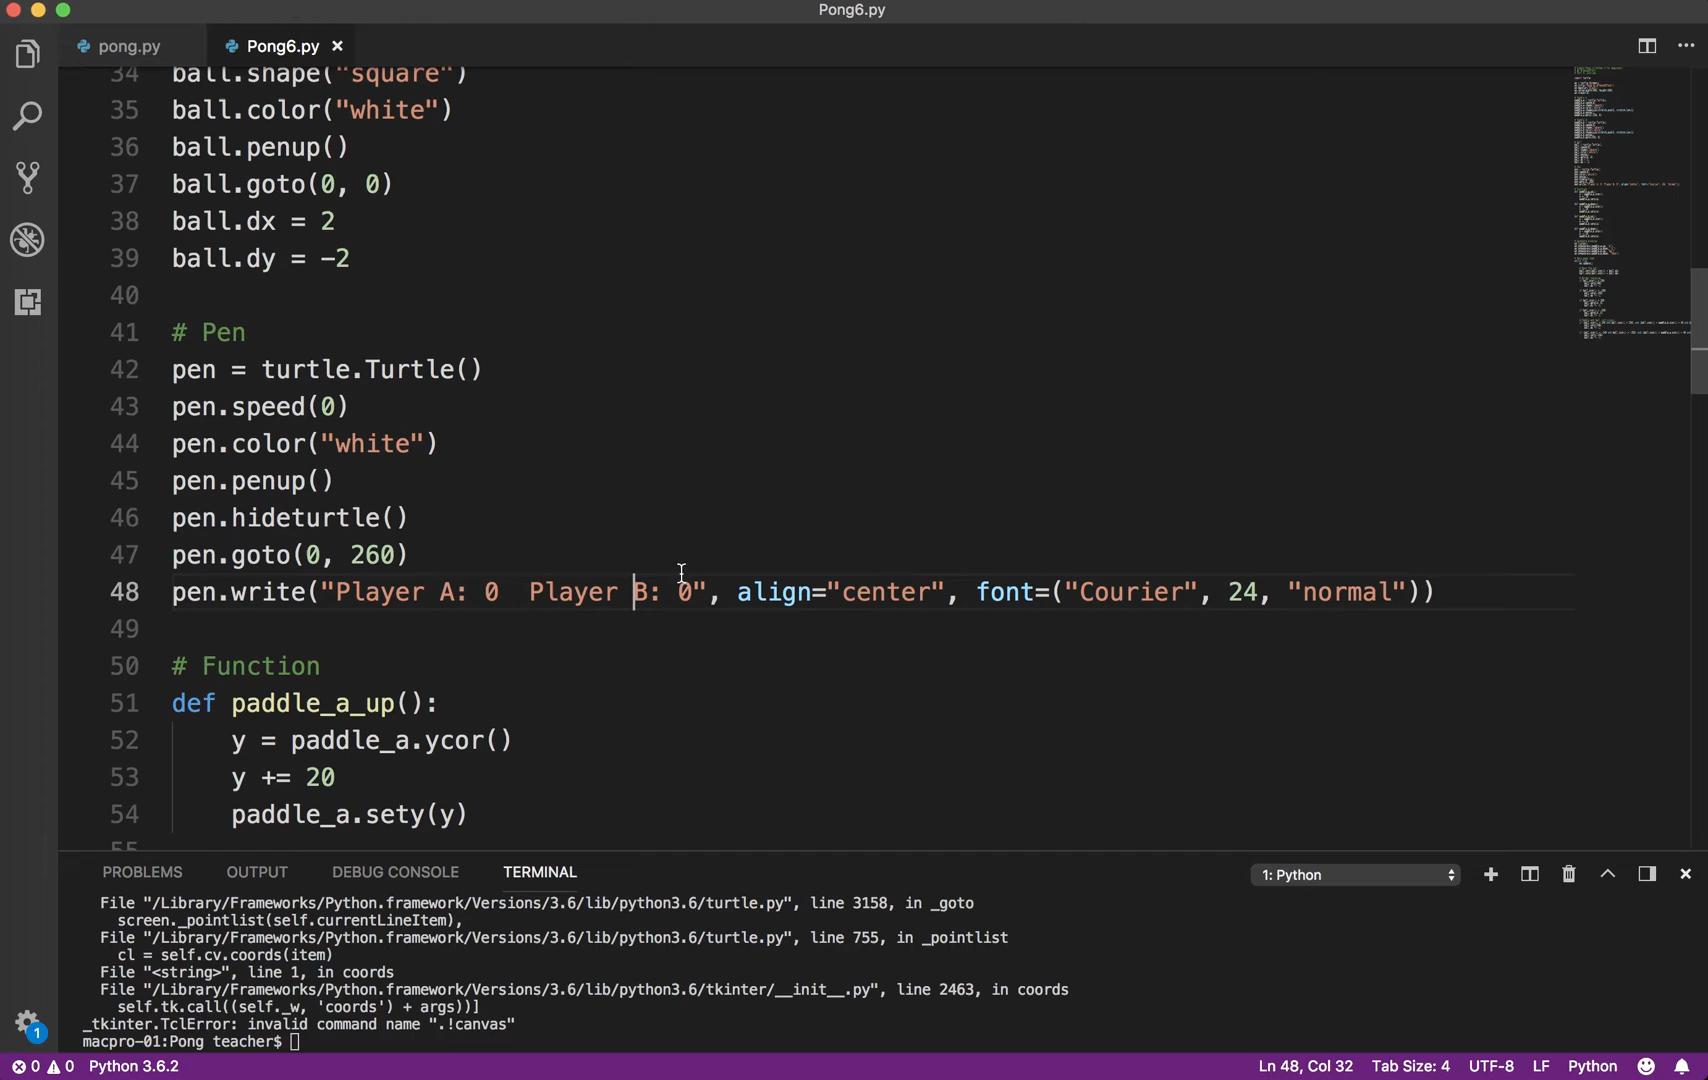 Pong6.py
pong.py
Pong6.py
34 ball.shape("square")
35 ball.color("white")
36 ball.penup()
37 ball.goto(0, 0)
38 ball.dx = 2
39 ball.dy = -2
40
41 # Pen
42 pen = turtle.Turtle()
43 pen.speed(0)
44 pen.color("white")
45 pen.penup()
46 pen.hideturtle()
47 pen.goto(0, 260)
48 pen.write("Player A: 0  Player B: 0", align="center", font=("Courier", 24, "normal"))
49
50 # Function
51 def paddle_a_up():
52     y = paddle_a.ycor()
53     y += 20
54     paddle_a.sety(y)
55
PROBLEMS OUTPUT DEBUG CONSOLE TERMINAL 1: Python
File "/Library/Frameworks/Python.framework/Versions/3.6/lib/python3.6/turtle.py", line 3158, in _goto
screen._pointlist(self.currentLineItem),
File "/Library/Frameworks/Python.framework/Versions/3.6/lib/python3.6/turtle.py", line 755, in _pointlist
cl = self.cv.coords(item)
File "<string>", line 1, in coords
File "/Library/Frameworks/Python.framework/Versions/3.6/lib/python3.6/tkinter/__init__.py", line 2463, in coords
self.tk.call((self._w, 'coords') + args))]
_tkinter.TclError: invalid command name ".!canvas"
macpro-01:Pong teacher$
1
0 0 Python 3.6.2 Ln 48, Col 32 Tab Size: 4 UTF-8 LF Python